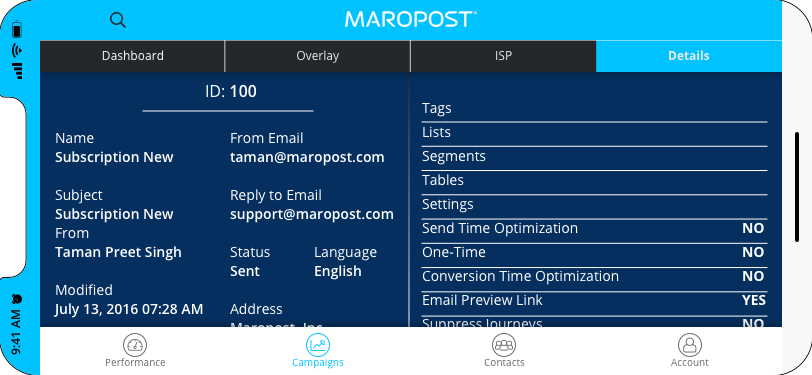 MAROPOST
Dashboard
Overlay
ISP
Details
ID: 100
Name
Subscription New
Subject
Subscription New
From
Taman Preet Singh
Modified
July 13, 2016 07:28 AM
From Email
taman@maropost.com
Reply to Email
support@maropost.com
Status
Sent
Language
English
Address
Maropost, Inc
Tags
Lists
Segments
Tables
Settings
Send Time Optimization NO
One-Time NO
Conversion Time Optimization NO
Email Preview Link YES
Suppress Journeys NO
Performance
Campaigns
Contacts
Account
9:41 AM